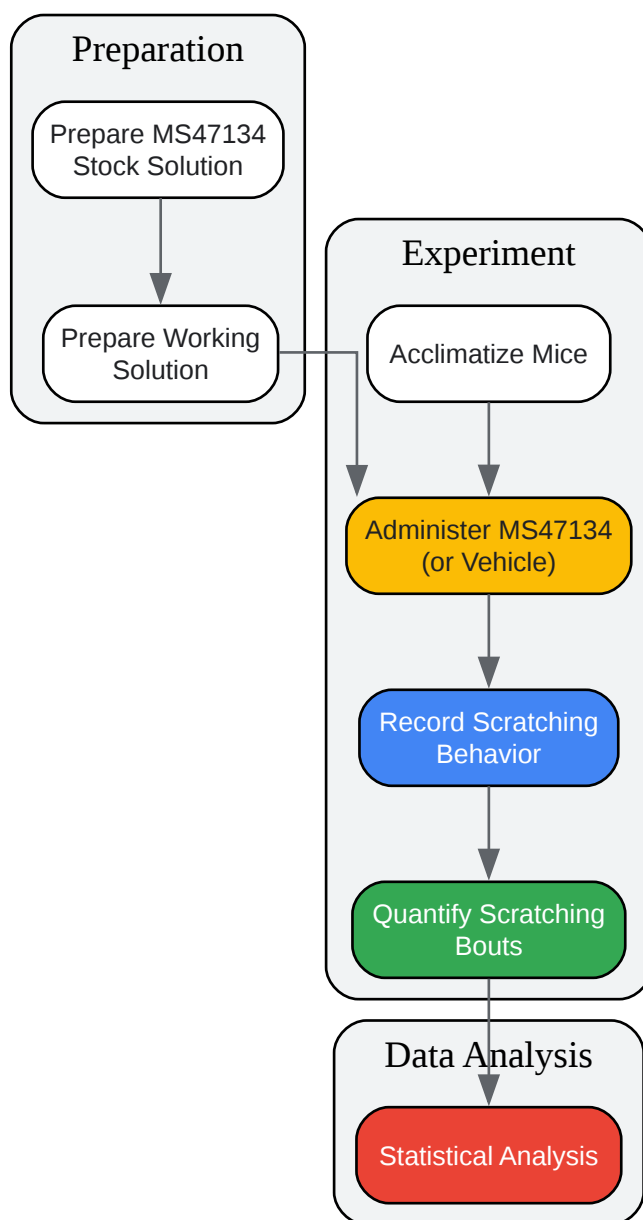 Preparation
Prepare MS47134
Stock Solution
Prepare Working
Solution
Experiment
Acclimatize Mice
Administer MS47134
(or Vehicle)
Record Scratching
Behavior
Quantify Scratching
Bouts
Data Analysis
Statistical Analysis